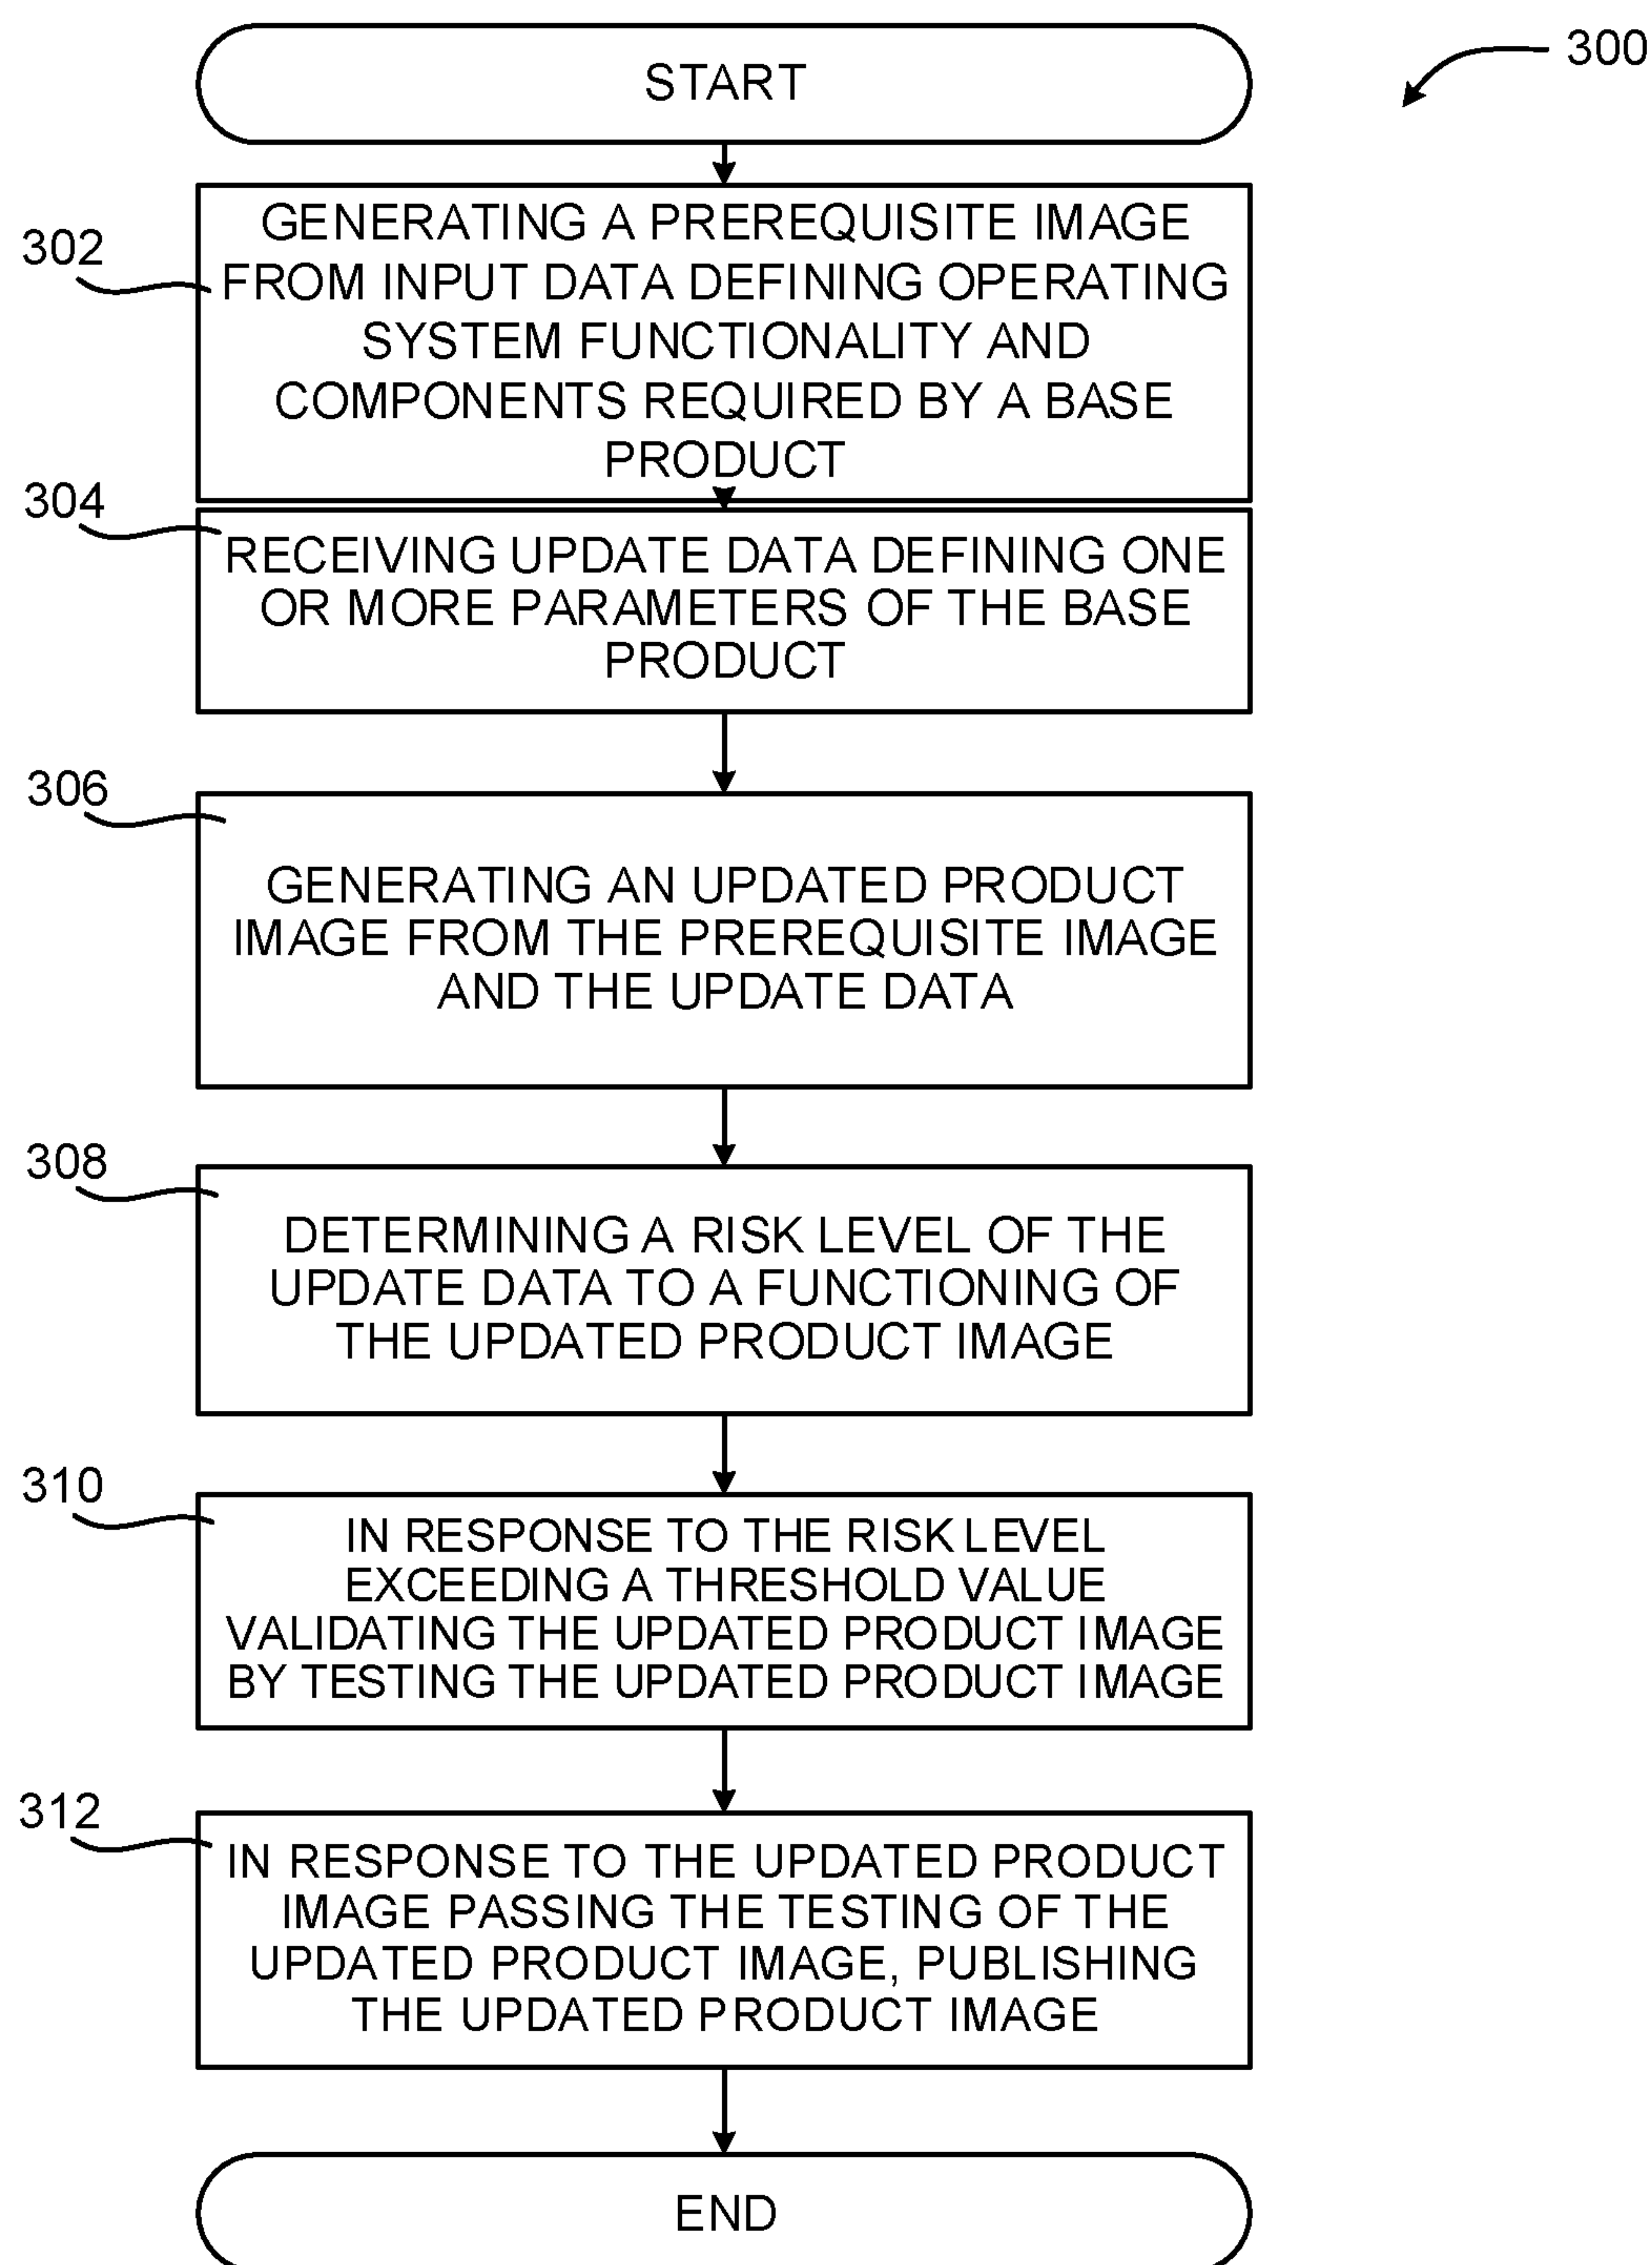 START
300
302
GENERATING A PREREQUISITE IMAGE
FROM INPUT DATA DEFINING OPERATING
SYSTEM FUNCTIONALITY AND
COMPONENTS REQUIRED BY A BASE
PRODUCT
304
RECEIVING UPDATE DATA DEFINING ONE
OR MORE PARAMETERS OF THE BASE
PRODUCT
306
GENERATING AN UPDATED PRODUCT
IMAGE FROM THE PREREQUISITE IMAGE
AND THE UPDATE DATA
308
DETERMINING A RISK LEVEL OF THE
UPDATE DATA TO A FUNCTIONING OF
THE UPDATED PRODUCT IMAGE
310
IN RESPONSE TO THE RISK LEVEL
EXCEEDING A THRESHOLD VALUE
VALIDATING THE UPDATED PRODUCT IMAGE
BY TESTING THE UPDATED PRODUCT IMAGE
312
IN RESPONSE TO THE UPDATED PRODUCT
IMAGE PASSING THE TESTING OF THE
UPDATED PRODUCT IMAGE, PUBLISHING
THE UPDATED PRODUCT IMAGE
END